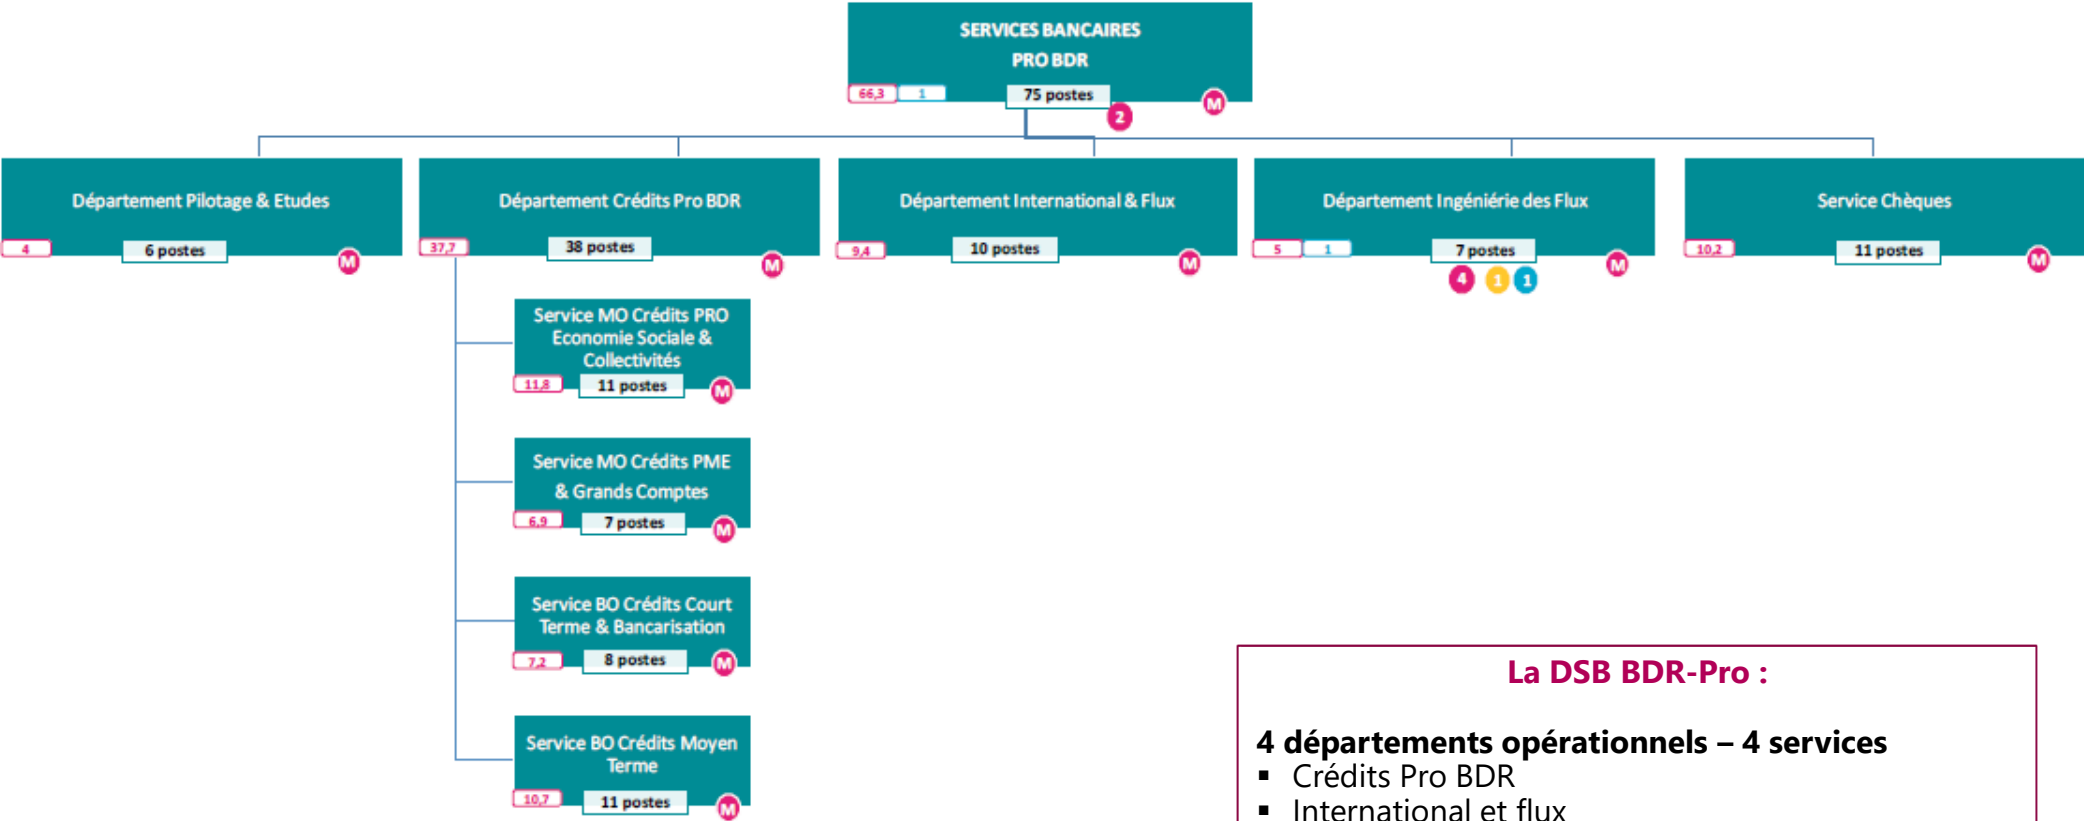 SERVICES BANCAIRES
PRO BDR
66,3
1
75 postes
M
2
Département Pilotage & Etudes
4
6 postes
M
Département Crédits Pro BDR
37,7
38 postes
M
Département International & Flux
9,4
10 postes
M
Département Ingéniérie des Flux
5
1
7 postes
M
4
1
1
Service Chèques
10,2
11 postes
M
Service MO Crédits PRO
Economie Sociale &
Collectivités
11,8
11 postes
M
Service MO Crédits PME
& Grands Comptes
6,9
7 postes
M
Service BO Crédits Court
Terme & Bancarisation
7,2
8 postes
M
Service BO Crédits Moyen
Terme
10,7
11 postes
M
La DSB BDR-Pro :
4 départements opérationnels – 4 services
▪ Crédits Pro BDR
▪ International et flux